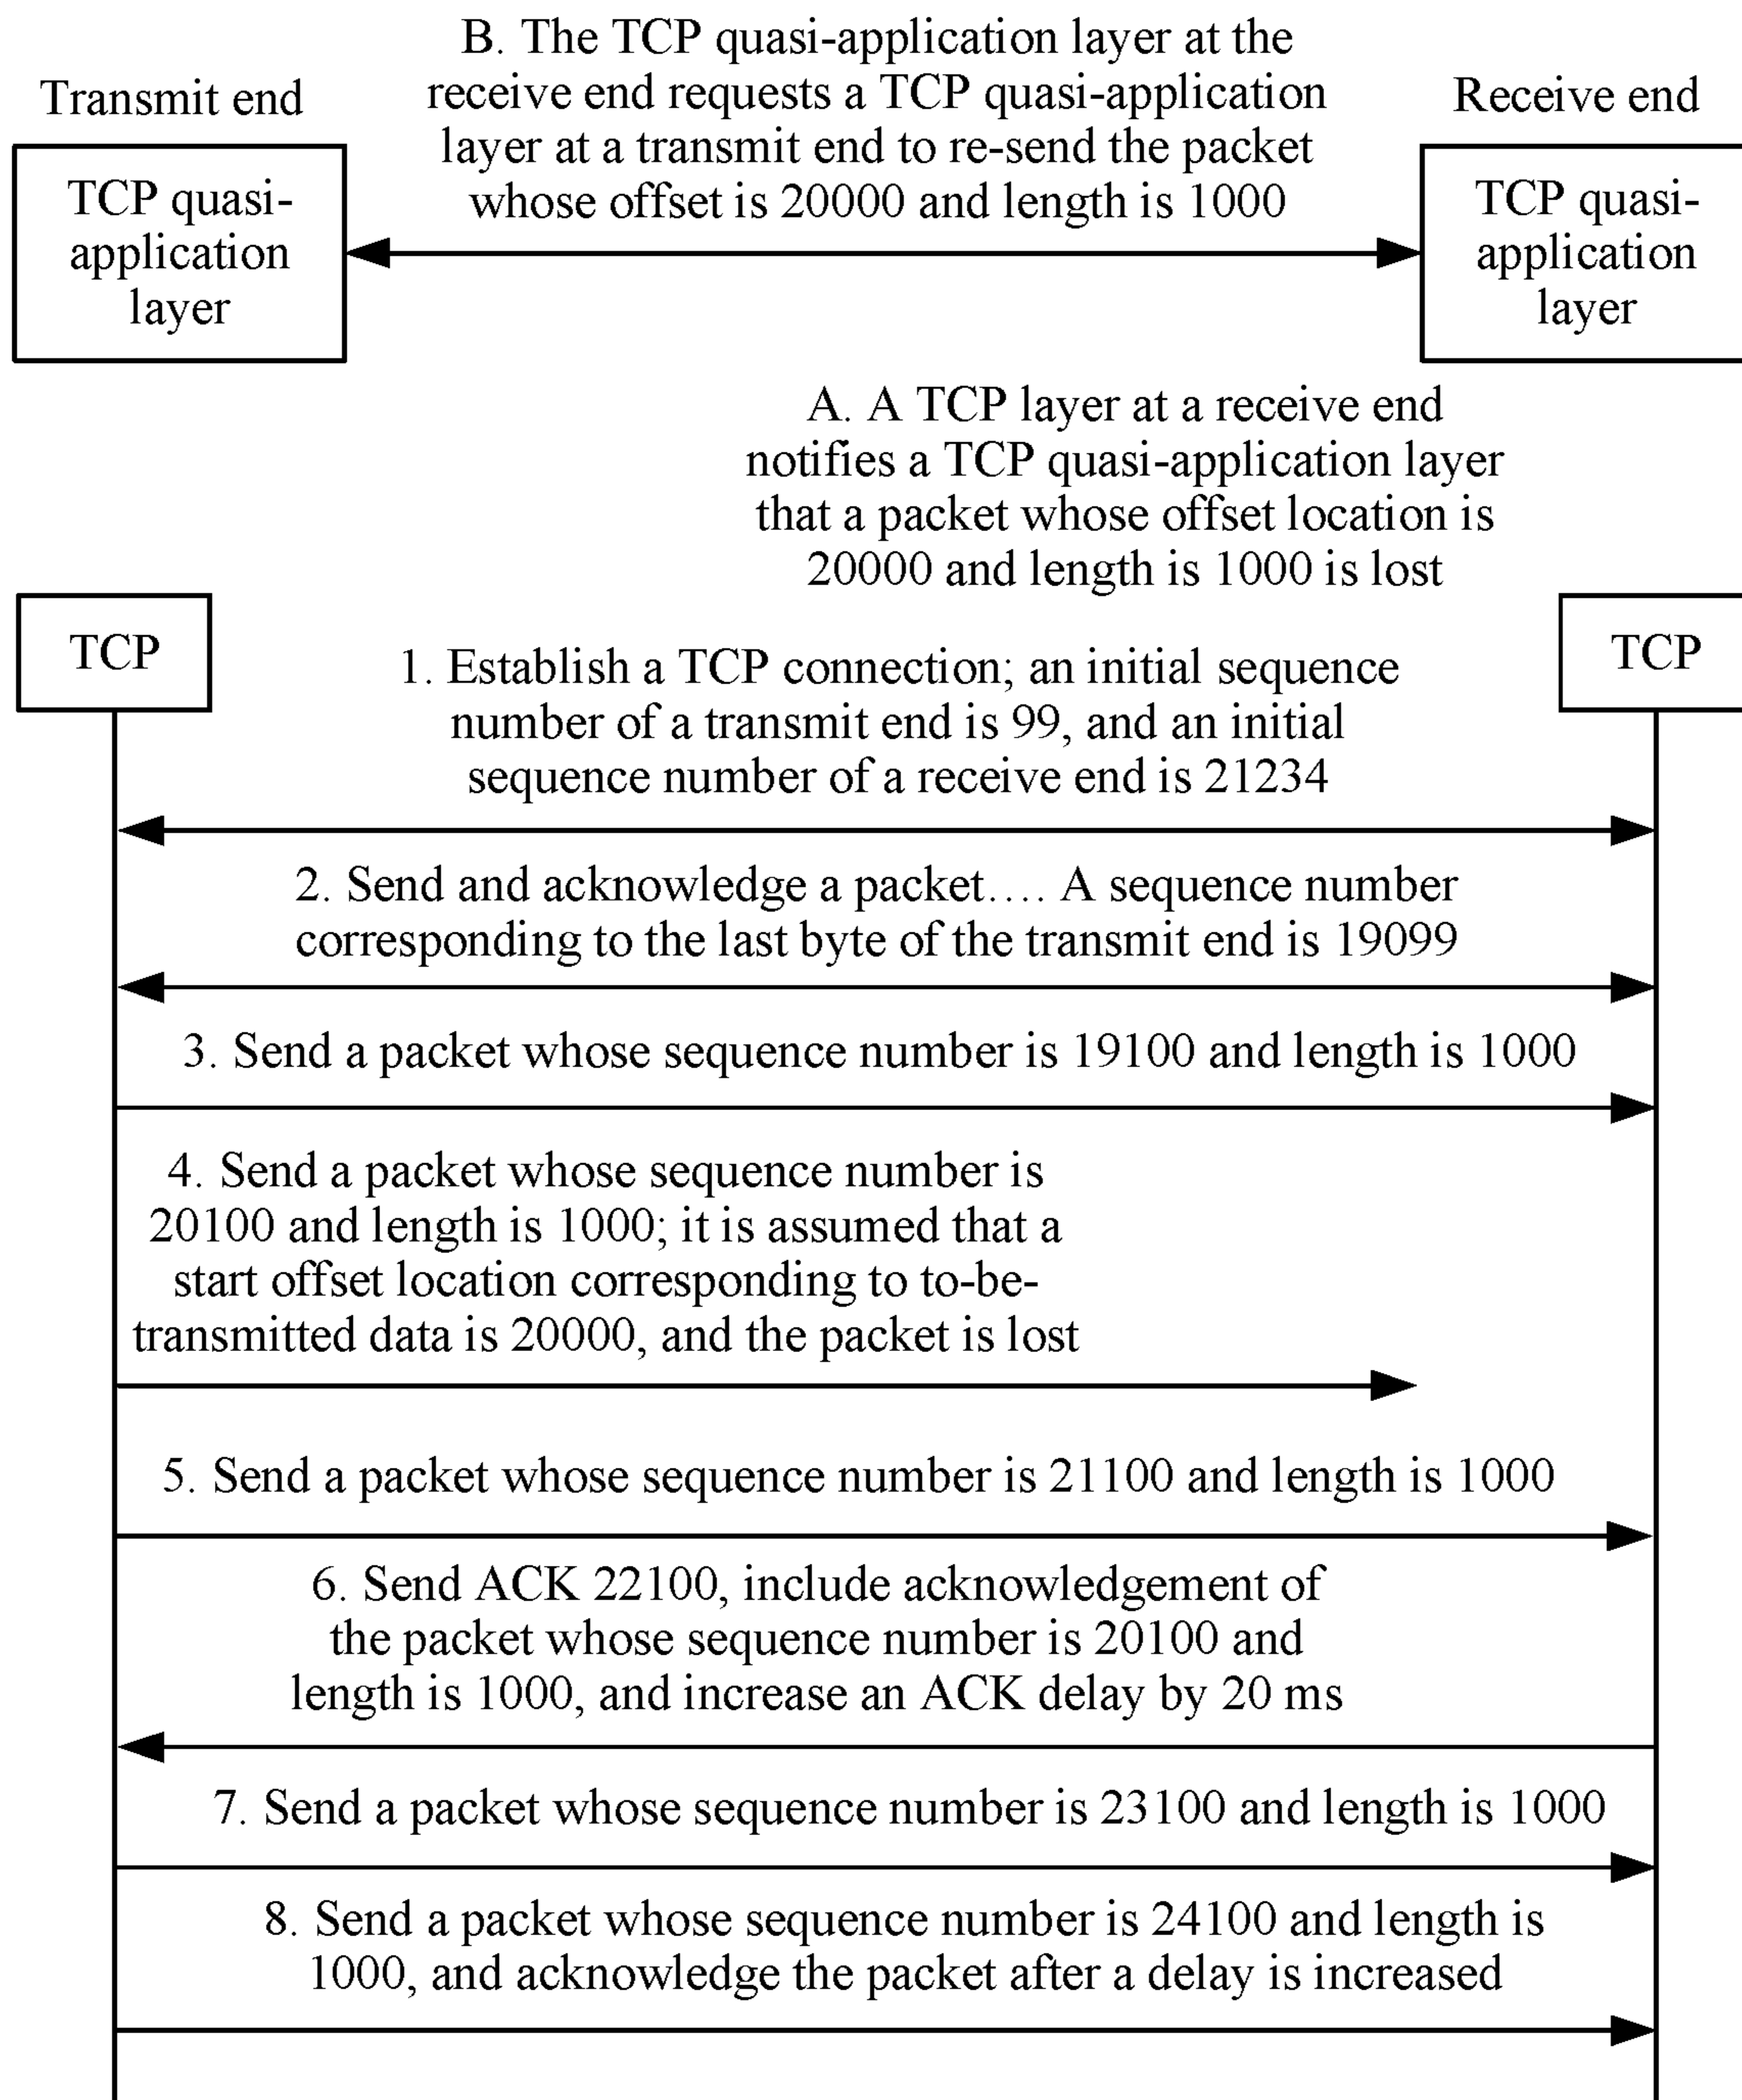 B. The TCP quasi-application layer at the
receive end requests a TCP quasi-application
layer at a transmit end to re-send the packet
whose offset is 20000 and length is 1000
Transmit end
Receive end
TCP quasi-
application
layer
TCP quasi-
application
layer
A. A TCP layer at a receive end
notifies a TCP quasi-application layer
that a packet whose offset location is
20000 and length is 1000 is lost
TCP
TCP
1. Establish a TCP connection; an initial sequence
number of a transmit end is 99, and an initial
sequence number of a receive end is 21234
2. Send and acknowledge a packet.... A sequence number
corresponding to the last byte of the transmit end is 19099
3. Send a packet whose sequence number is 19100 and length is 1000
4. Send a packet whose sequence number is
20100 and length is 1000; it is assumed that a
start offset location corresponding to to-be-
transmitted data is 20000, and the packet is lost
5. Send a packet whose sequence number is 21100 and length is 1000
6. Send ACK 22100, include acknowledgement of
the packet whose sequence number is 20100 and
length is 1000, and increase an ACK delay by 20 ms
7. Send a packet whose sequence number is 23100 and length is 1000
8. Send a packet whose sequence number is 24100 and length is
1000, and acknowledge the packet after a delay is increased